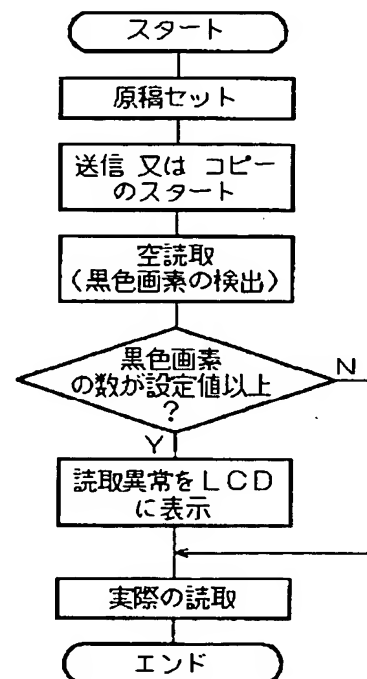 スタート
原稿セット
送信 又は コピー
のスタート
空読取
(黒色画素の検出)
黒色画素
の数が設定値以上
?
N
Y
読取異常をLCD
に表示
実際の読取
エンド